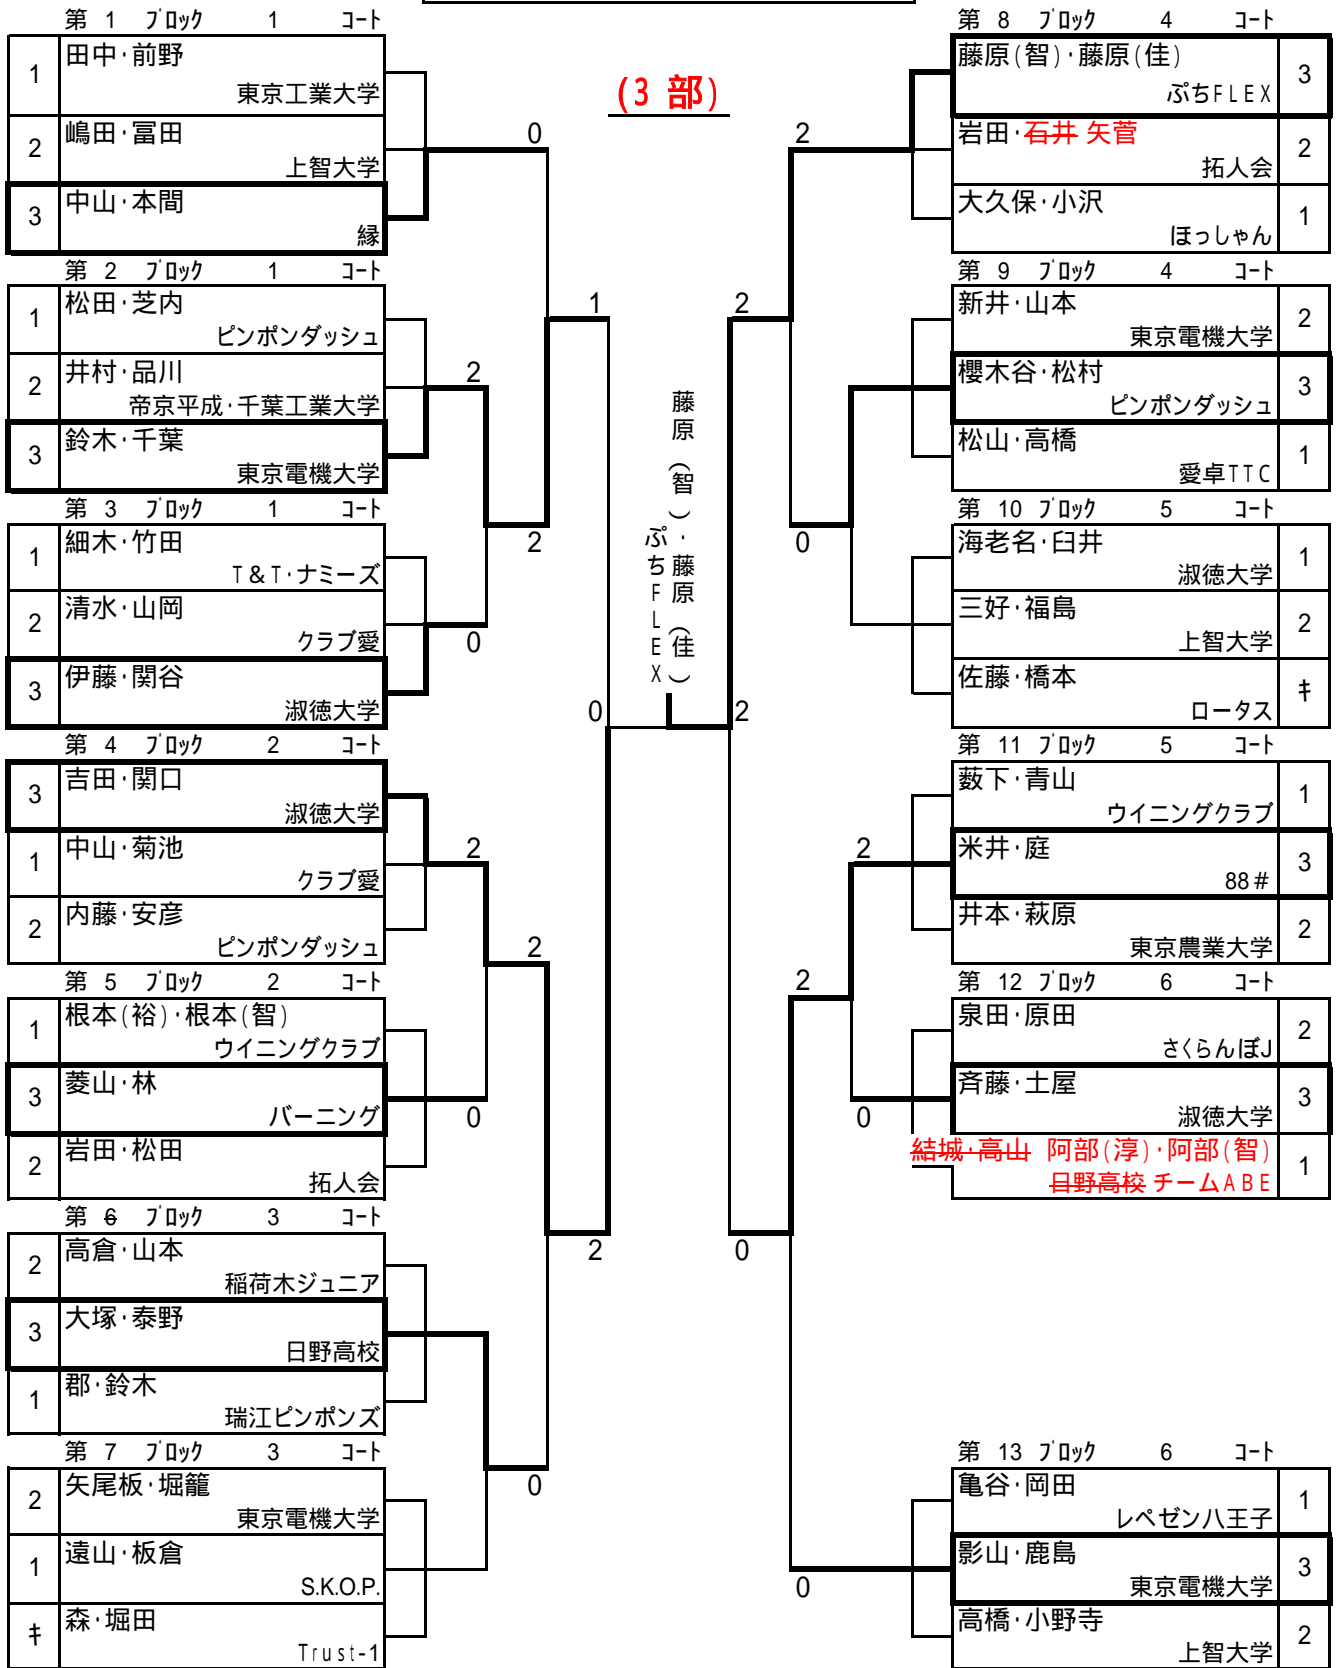 第 1 ブロック 1 コート
1 田中・前野
東京工業大学
2 嶋田・冨田
上智大学
3 中山・本間
縁
第 2 ブロック 1 コート
1 松田・芝内
ピンポンダッシュ
2 井村・品川
帝京平成・千葉工業大学
3 鈴木・千葉
東京電機大学
第 3 ブロック 1 コート
1 細木・竹田
T&T・ナミーズ
2 清水・山岡
クラブ愛
3 伊藤・関谷
淑徳大学
第 4 ブロック 2 コート
3 吉田・関口
淑徳大学
1 中山・菊池
クラブ愛
2 内藤・安彦
ピンポンダッシュ
第 5 ブロック 2 コート
1 根本(裕)・根本(智)
ウイニングクラブ
3 菱山・林
バーニング
2 岩田・松田
拓人会
第 6 ブロック 3 コート
2 高倉・山本
稲荷木ジュニア
3 大塚・泰野
日野高校
1 郡・鈴木
瑞江ピンポンズ
第 7 ブロック 3 コート
2 矢尾板・堀籠
東京電機大学
1 遠山・板倉
S.K.O.P.
キ 森・堀田
Trust-1
0
2
0
2
0
2
0
1
2
2
0
(3 部)
藤原(智)・藤原(佳)
ぷちFLEX
2
2
0
2
2
0
2
0
0
第 8 ブロック 4 コート
藤原(智)・藤原(佳) 3
ぷちFLEX
岩田・石井 矢菅 2
拓人会
大久保・小沢 1
ほっしゃん
第 9 ブロック 4 コート
新井・山本 2
東京電機大学
櫻木谷・松村 3
ピンポンダッシュ
松山・高橋 1
愛卓TTC
第 10 ブロック 5 コート
海老名・臼井 1
淑徳大学
三好・福島 2
上智大学
佐藤・橋本 キ
ロータス
第 11 ブロック 5 コート
薮下・青山 1
ウイニングクラブ
米井・庭 3
88#
井本・萩原 2
東京農業大学
第 12 ブロック 6 コート
泉田・原田 2
さくらんぼJ
斉藤・土屋 3
淑徳大学
結城・高山 阿部(淳)・阿部(智) 1
日野高校 チームABE
第 13 ブロック 6 コート
亀谷・岡田 1
レペゼン八王子
影山・鹿島 3
東京電機大学
高橋・小野寺 2
上智大学